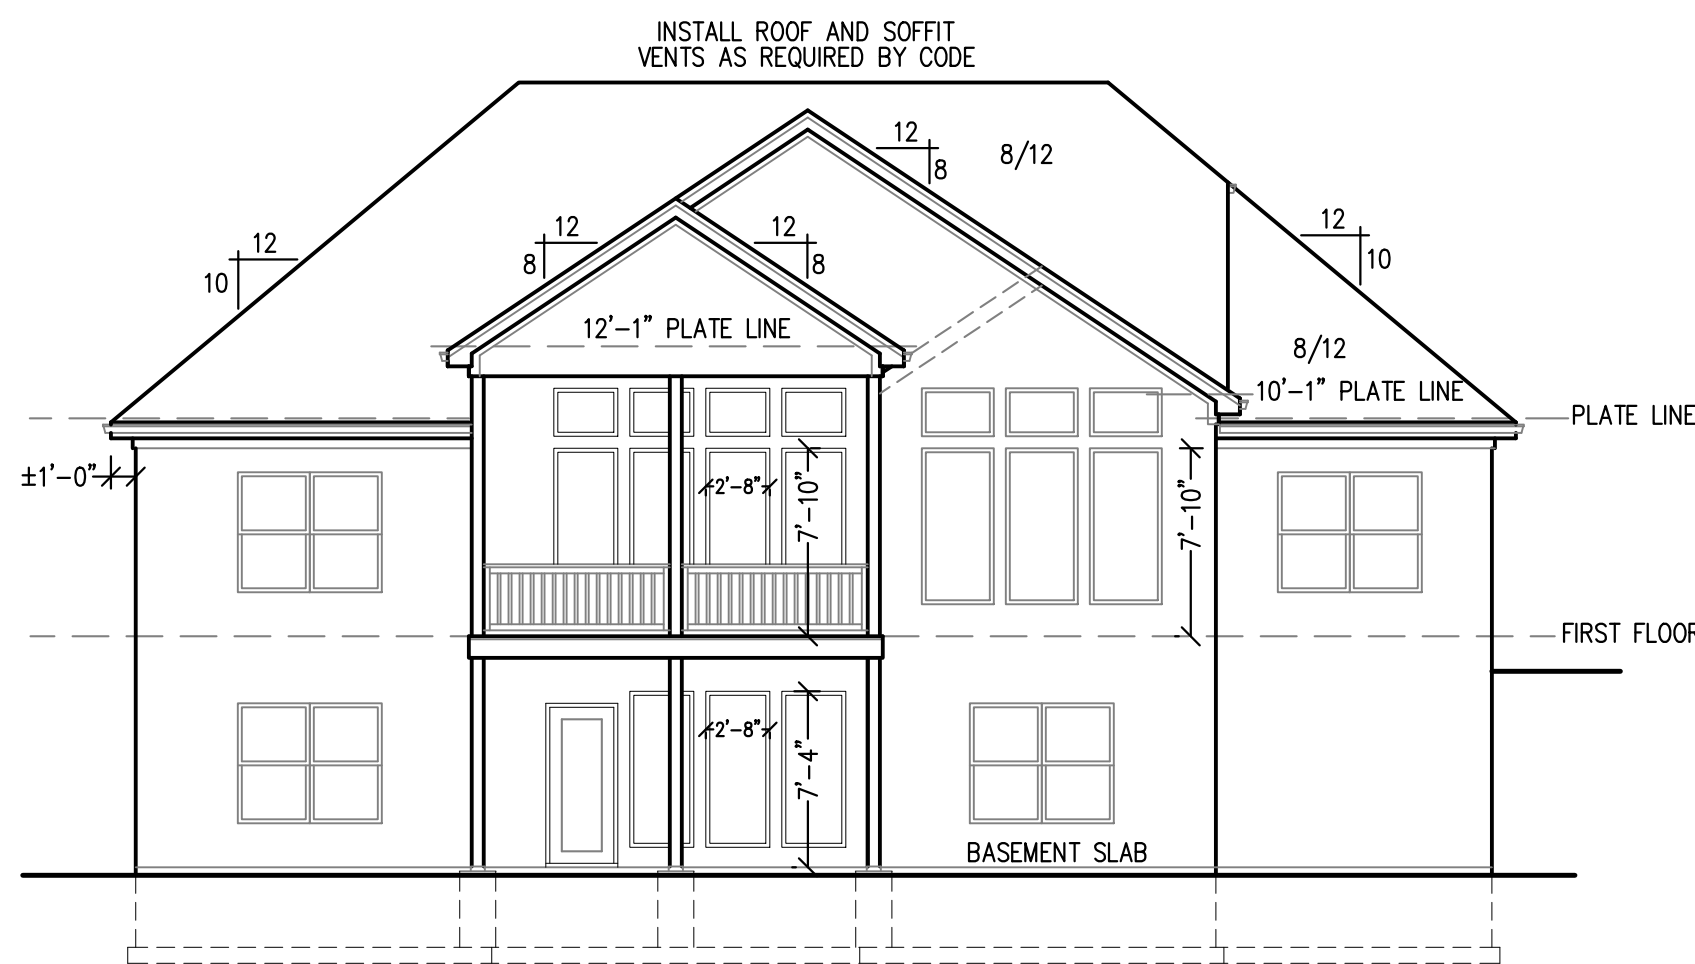 INSTALL ROOF AND SOFFIT
VENTS AS REQUIRED BY CODE
12
8
8/12
12
10
12
8
12
8
12
10
12'-1" PLATE LINE
8/12
10'-1" PLATE LINE
PLATE LINE
±1'-0"
2'-8"
7'-10"
7'-10"
FIRST FLOOR
2'-8"
7'-4"
BASEMENT SLAB